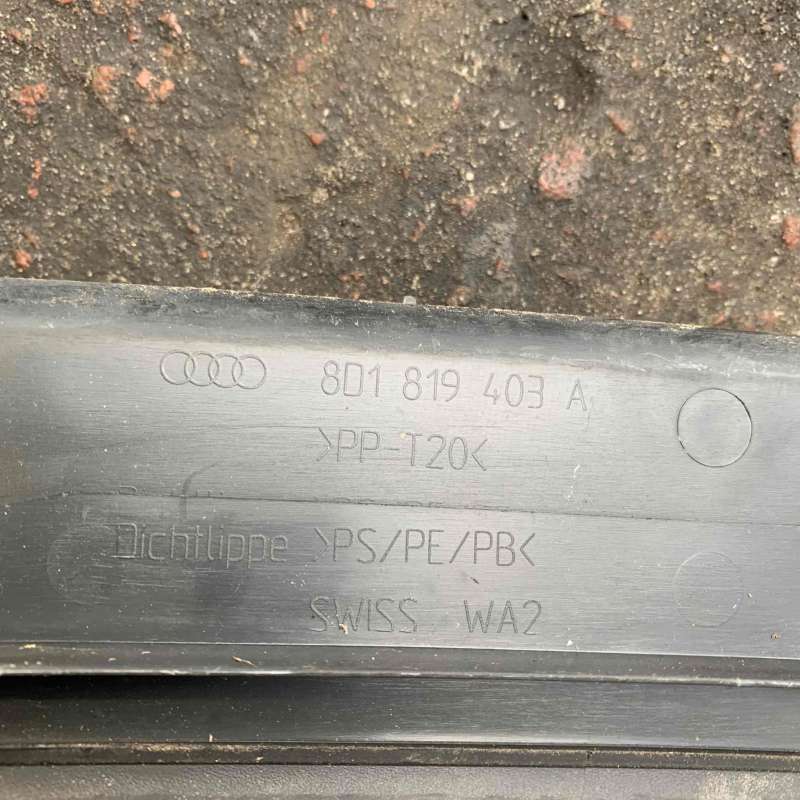 8D1 819 403 A
>PP-T20<
Dichtlippe >PS/PE/PB<
SWISS WA2